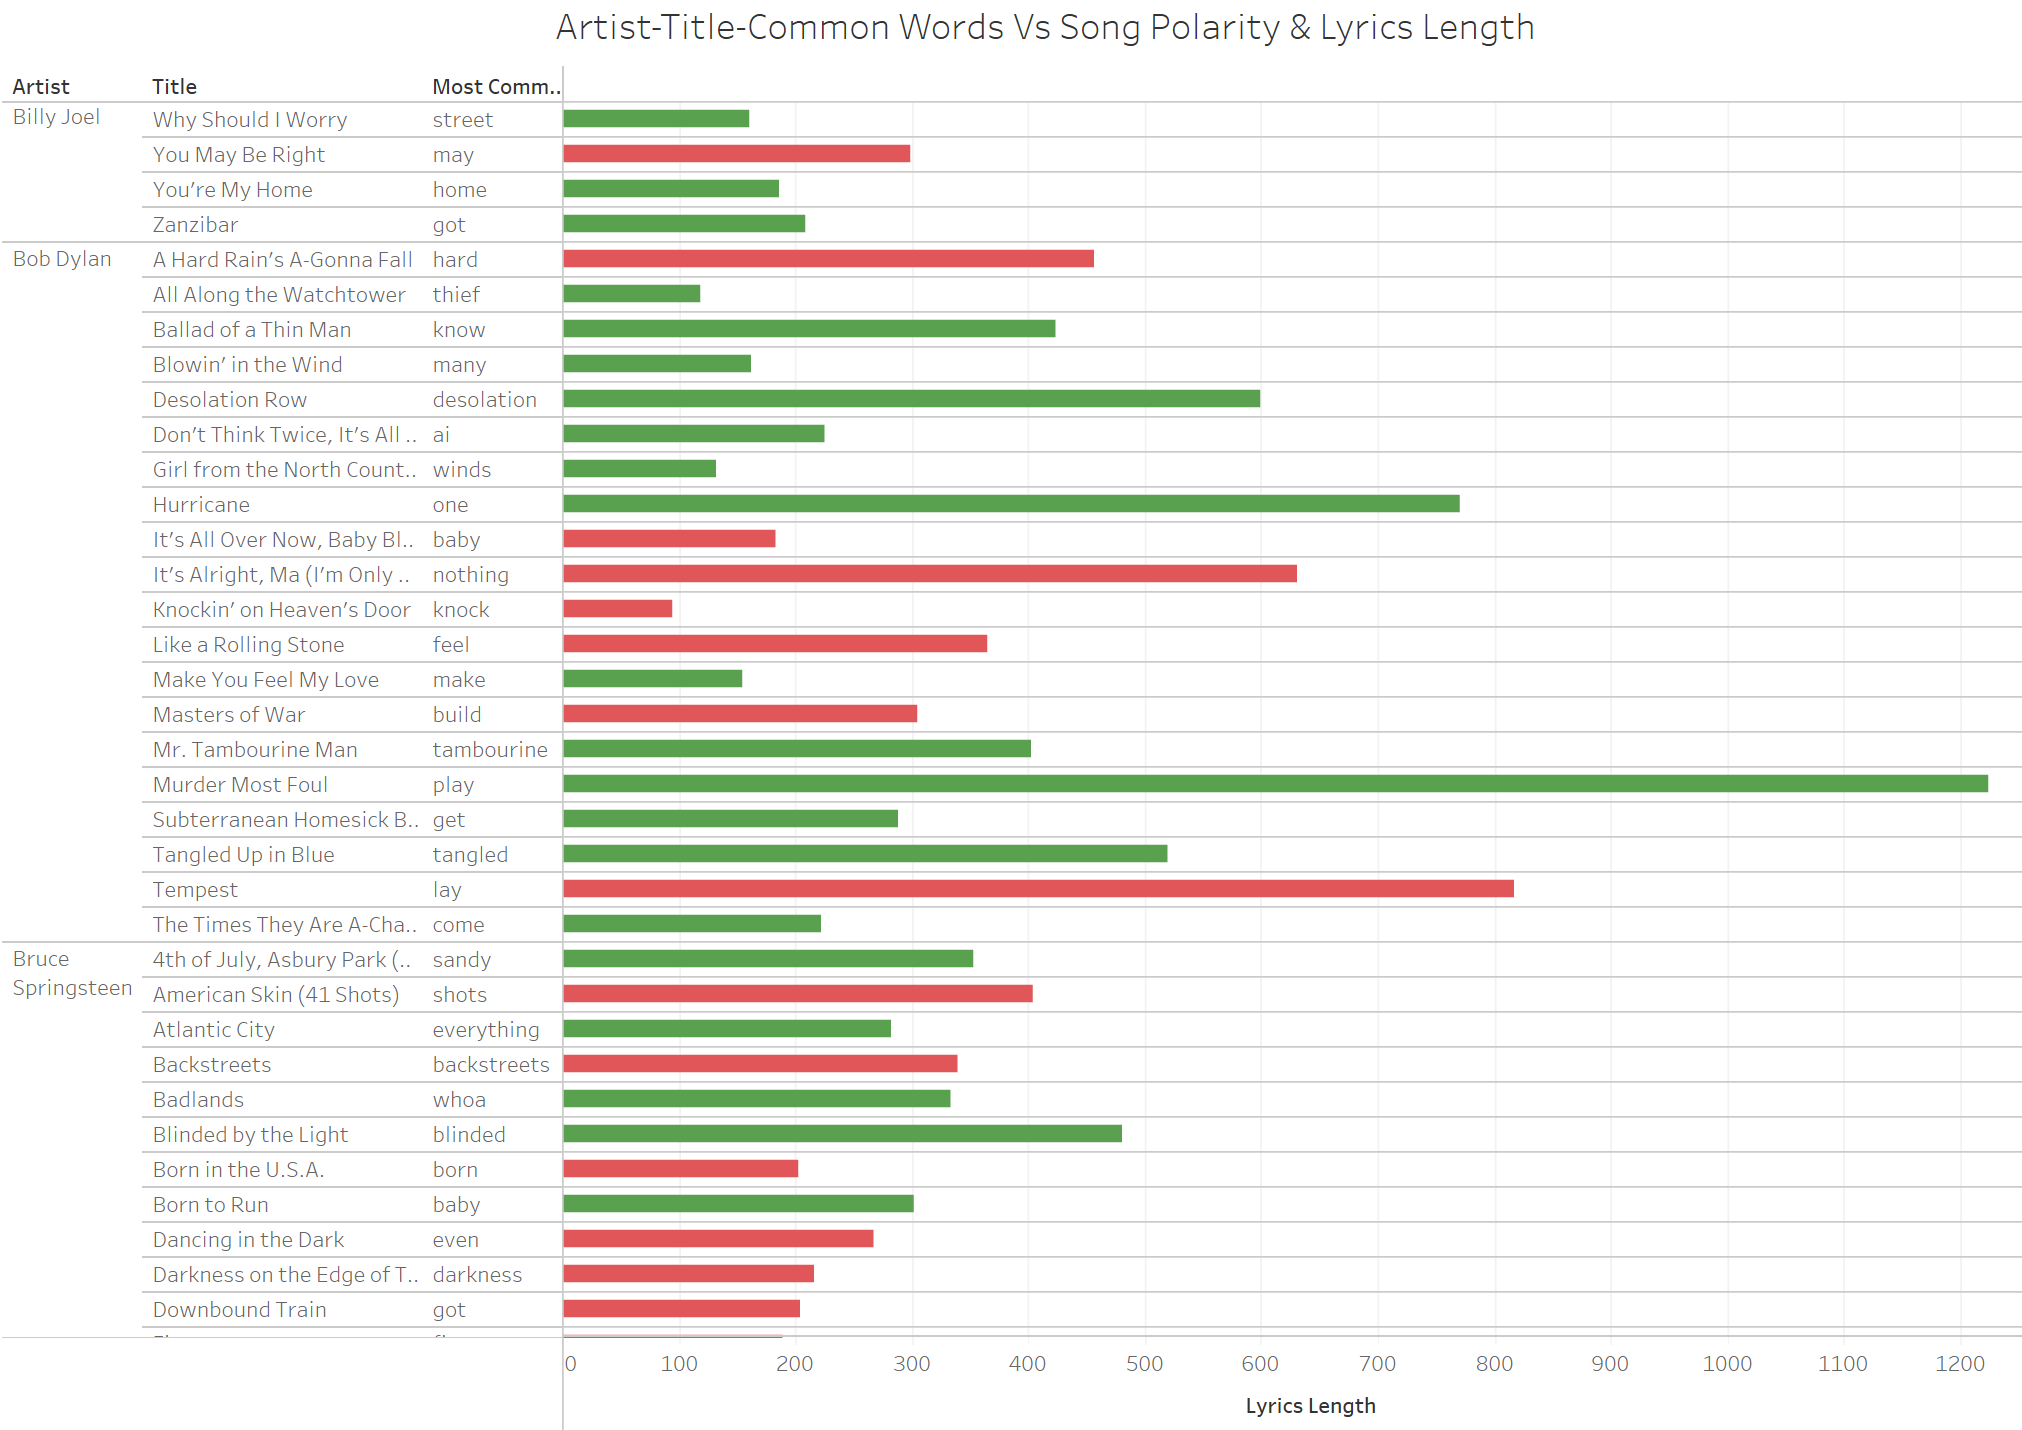 Artist-Title-Common Words Vs Song Polarity & Lyrics Length
Artist Title Most Comm..
Billy Joel Why Should I Worry street
You May Be Right may
You’re My Home home
Zanzibar got
Bob Dylan A Hard Rain’s A-Gonna Fall hard
All Along the Watchtower thief
Ballad of a Thin Man know
Blowin’ in the Wind many
Desolation Row desolation
Don’t Think Twice, It’s All .. ai
Girl from the North Count.. winds
Hurricane one
It’s All Over Now, Baby Bl.. baby
It’s Alright, Ma (I’m Only .. nothing
Knockin’ on Heaven’s Door knock
Like a Rolling Stone feel
Make You Feel My Love make
Masters of War build
Mr. Tambourine Man tambourine
Murder Most Foul play
Subterranean Homesick B.. get
Tangled Up in Blue tangled
Tempest lay
The Times They Are A-Cha.. come
Bruce 4th of July, Asbury Park (.. sandy
Springsteen American Skin (41 Shots) shots
Atlantic City everything
Backstreets backstreets
Badlands whoa
Blinded by the Light blinded
Born in the U.S.A. born
Born to Run baby
Dancing in the Dark even
Darkness on the Edge of T.. darkness
Downbound Train got
0 100 200 300 400 500 600 700 800 900 1000 1100 1200
Lyrics Length